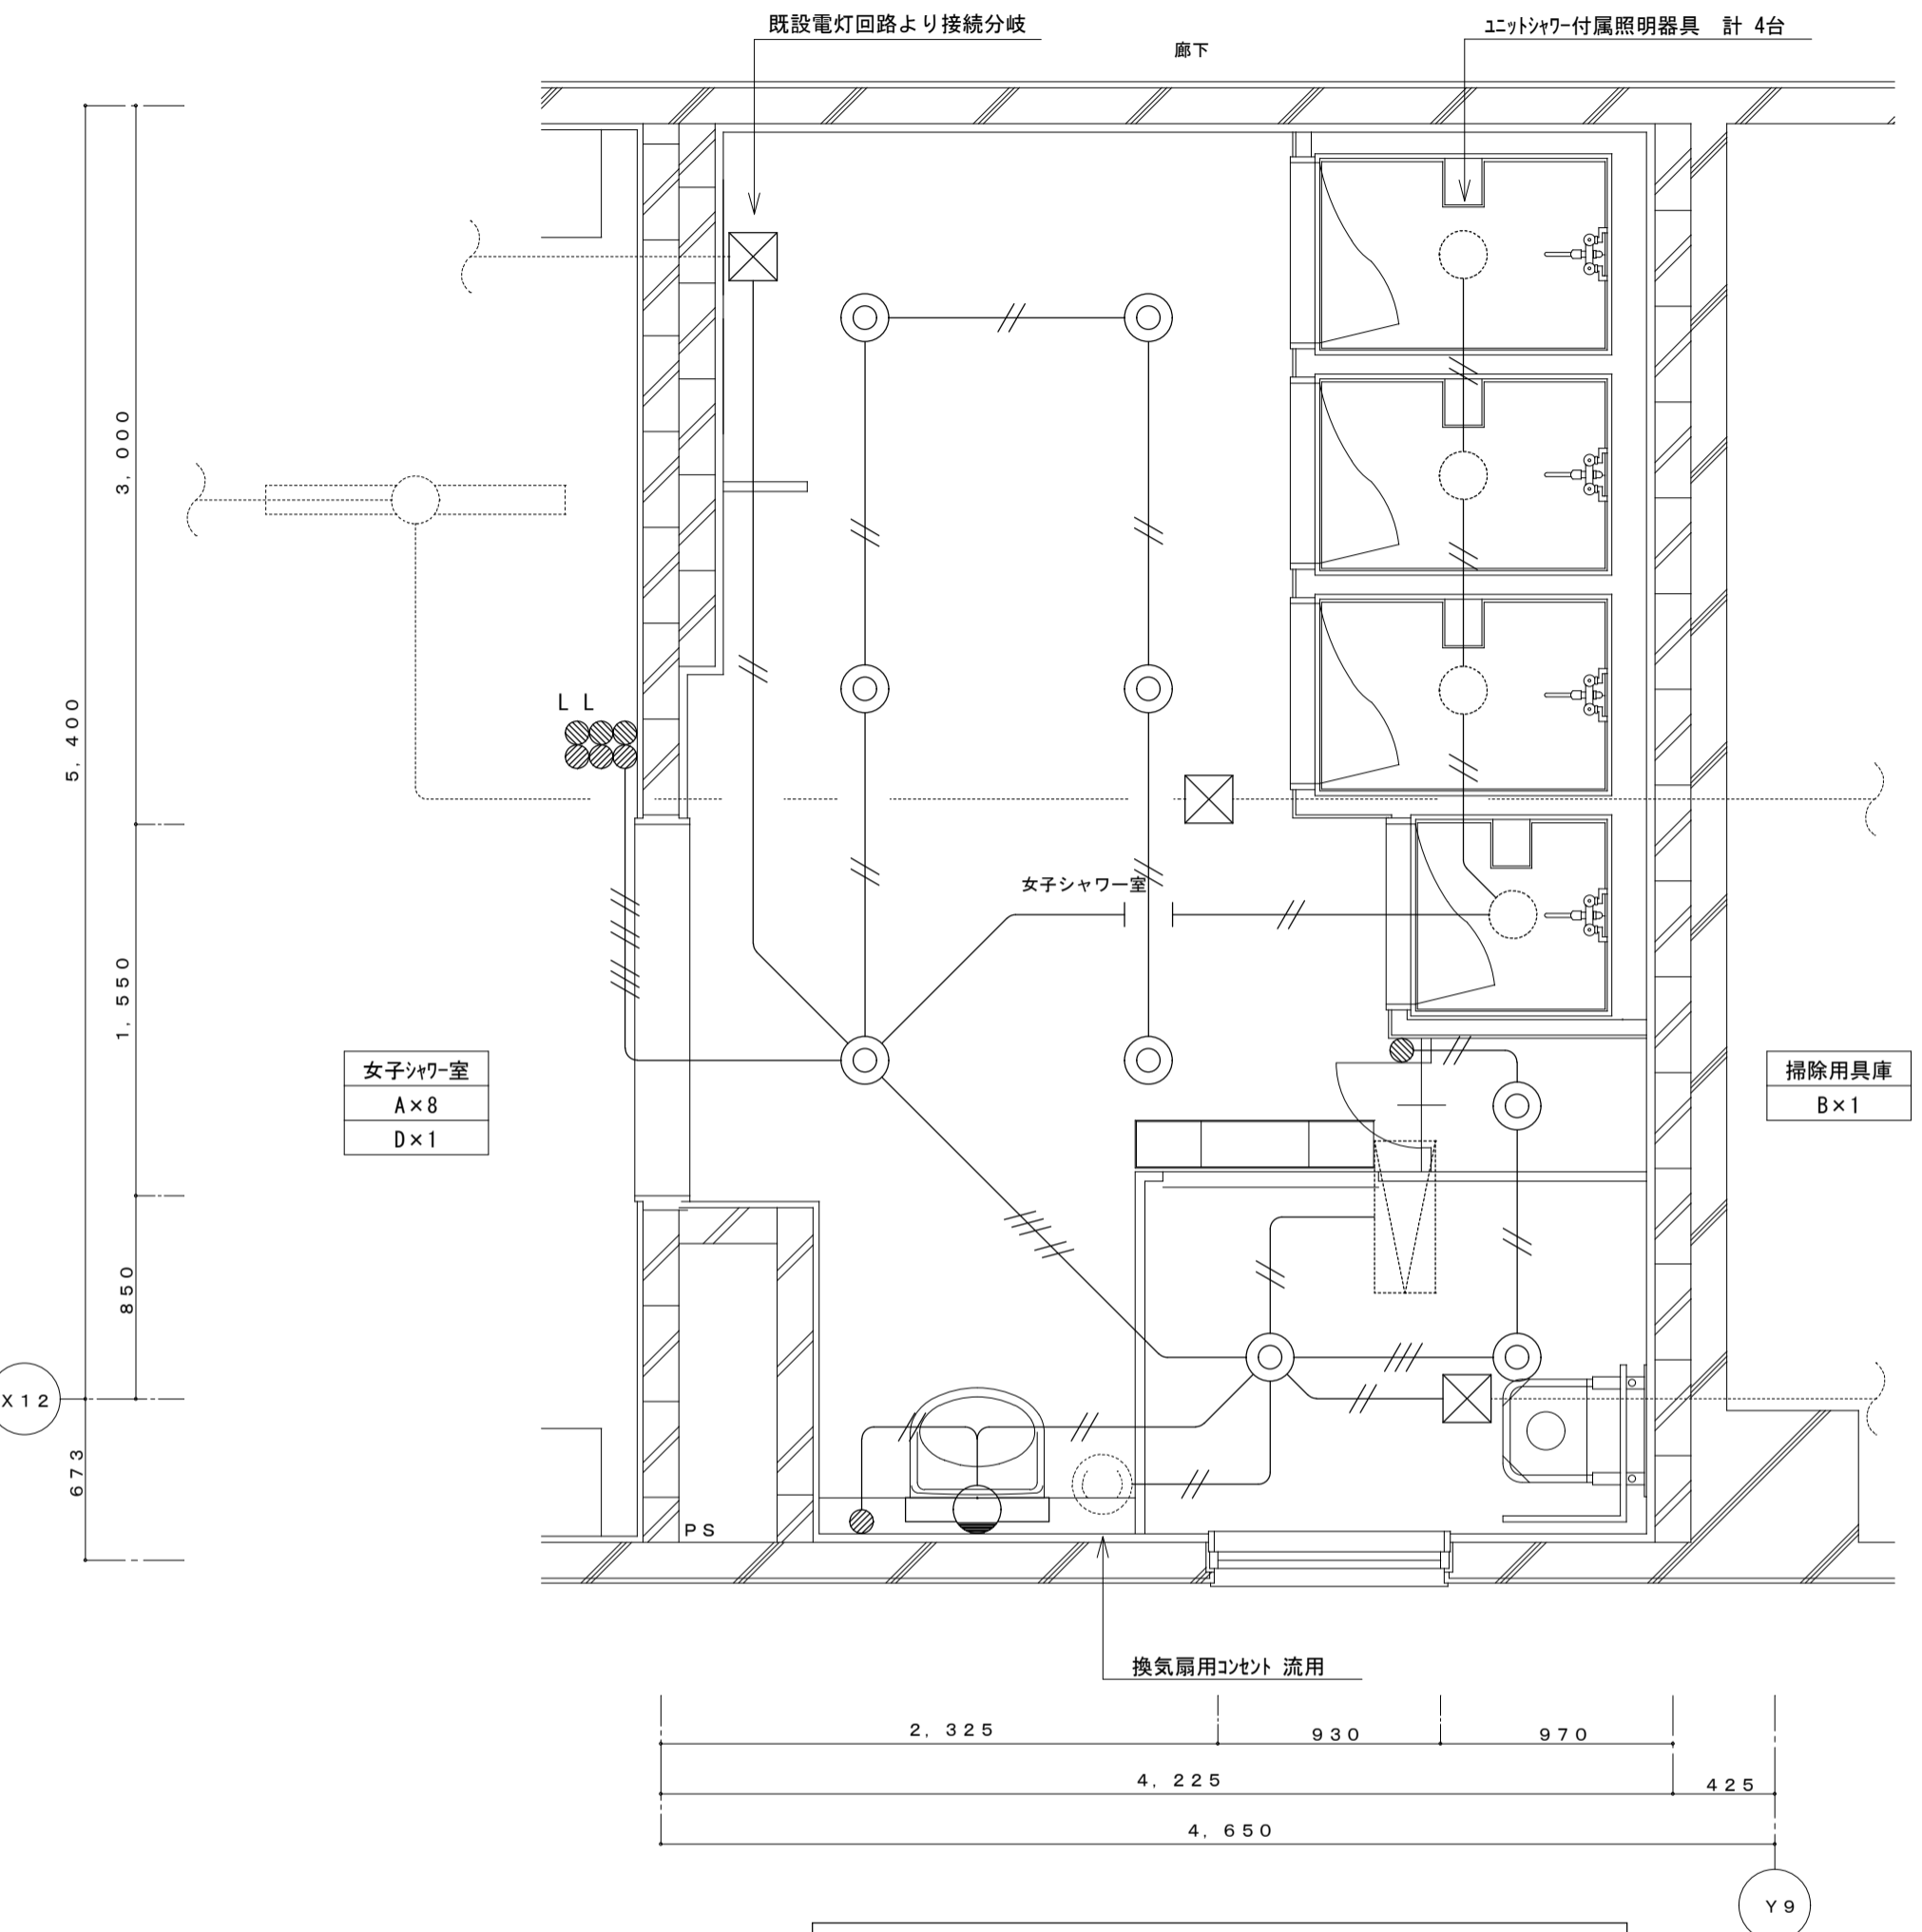 既設電灯回路より接続分岐
ﾕﾆｯﾄｼｬﾜｰ付属照明器具　計 4台
廊下
3,000
5,400
L L
女子シャワー室
1,550
女子ｼｬﾜｰ室
A×8
D×1
掃除用具庫
B×1
850
X12
673
PS
換気扇用ｺﾝｾﾝﾄ 流用
2,325
930
970
4,225
425
4,650
Y9